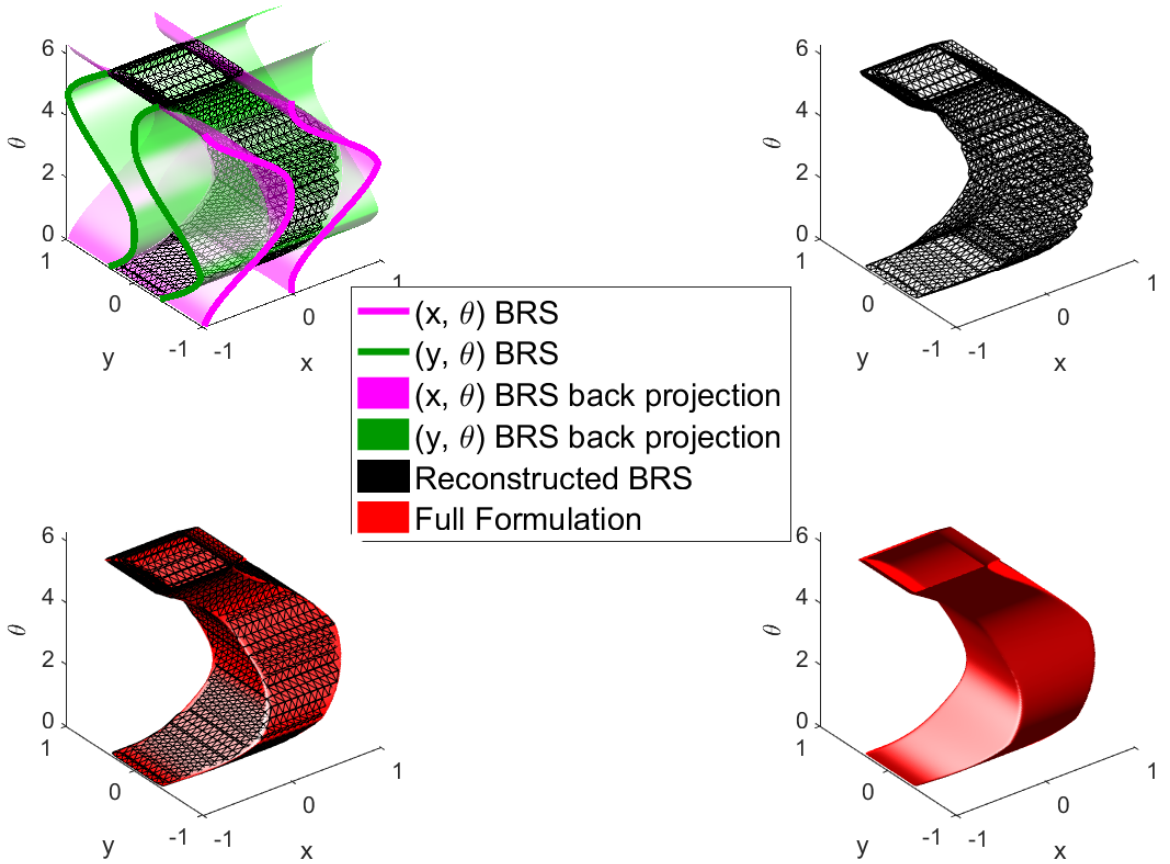 6
4
2
0
θ
1
0
-1
y
-1
0
1
x
6
4
2
0
θ
1
0
-1
y
-1
0
1
x
(x, θ) BRS
(y, θ) BRS
(x, θ) BRS back projection
(y, θ) BRS back projection
Reconstructed BRS
Full Formulation
6
4
2
0
θ
1
0
-1
y
-1
0
1
x
6
4
2
0
θ
1
0
-1
y
-1
0
1
x